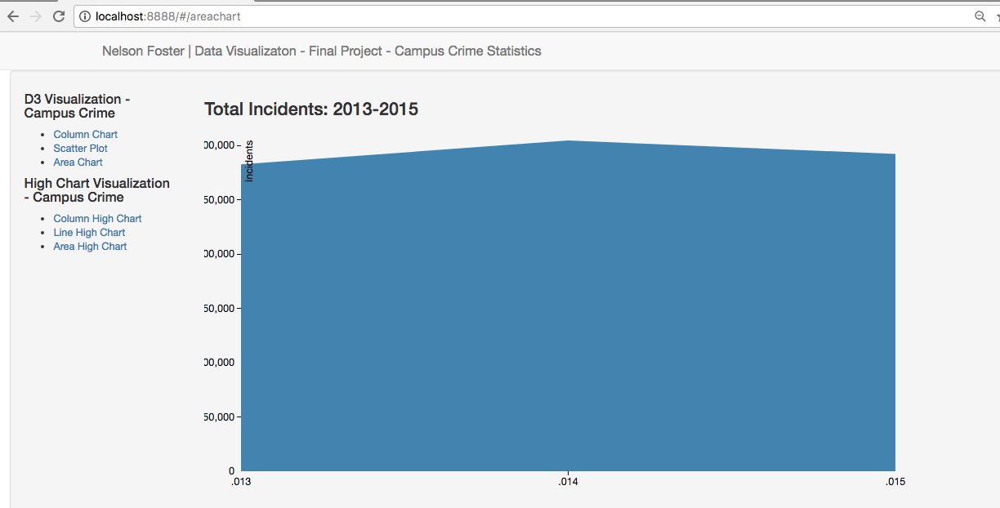 localhost:8888/#/areachart
Nelson Foster | Data Visualizaton - Final Project - Campus Crime Statistics
D3 Visualization -
Campus Crime
Column Chart
Scatter Plot
Area Chart
High Chart Visualization
- Campus Crime
Column High Chart
Line High Chart
Area High Chart
Total Incidents: 2013-2015
Incidents
00,000
50,000
00,000
50,000
00,000
50,000
0
.013
.014
.015